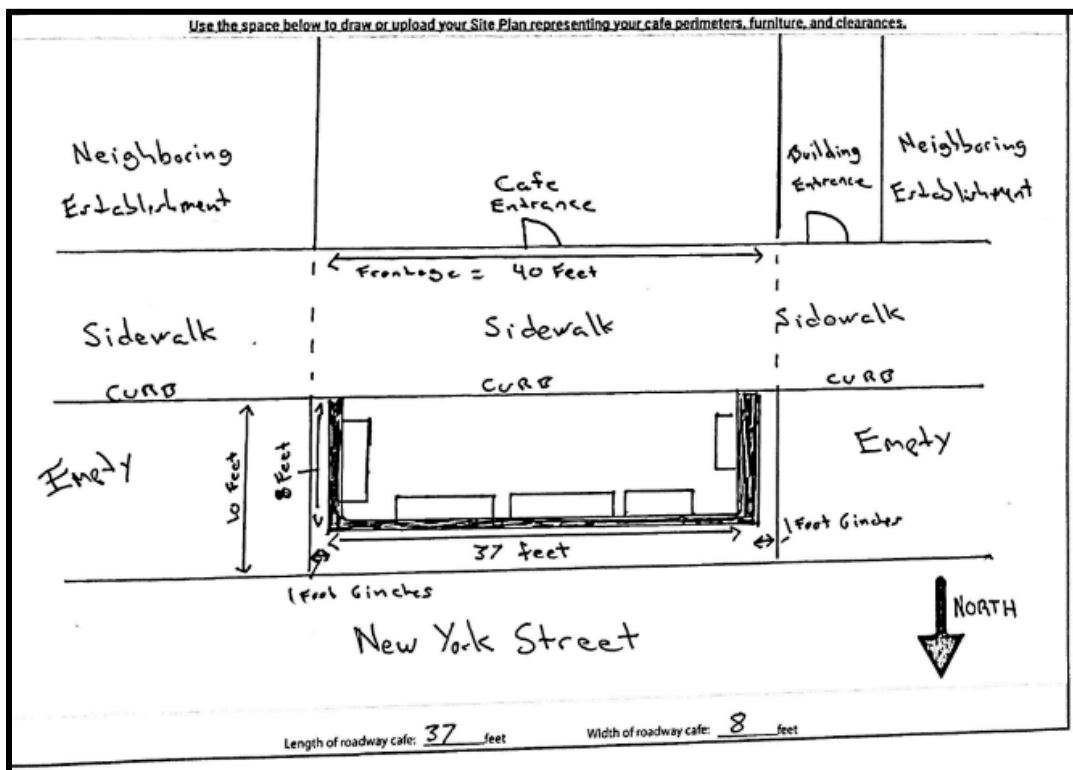 Use the space below to draw or upload your Site Plan representing your cafe perimeters, furniture, and clearances.
Neighboring
Establishment
Cafe
Entrance
Building
Entrance
Neighboring
Establishment
Frontage = 40 Feet
Sidewalk
Sidewalk
Sidowalk
CURB
CURB
CURB
Empty
10 Feet
8 Feet
Empty
37 feet
1 Foot 6 inches
1 Foot 6 inches
New York Street
NORTH
Length of roadway cafe: 37 feet
Width of roadway cafe: 8 feet